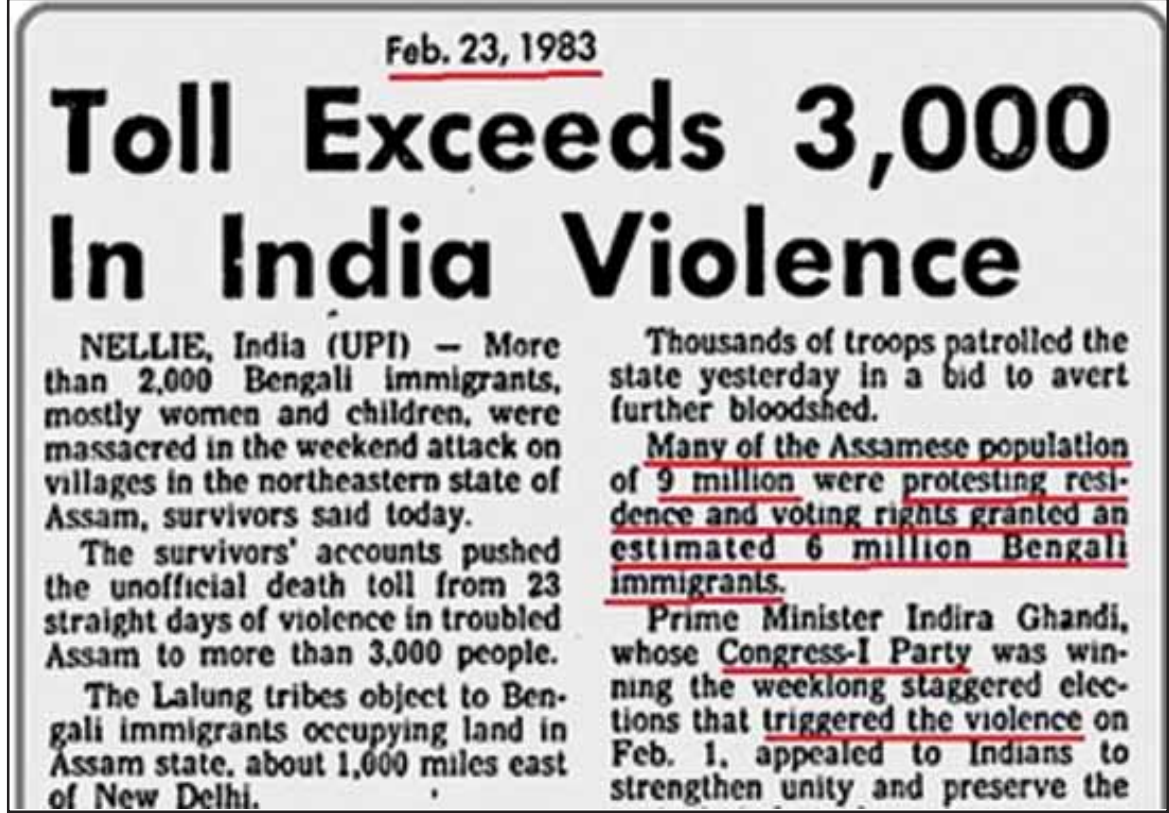 Feb. 23, 1983
Toll Exceeds 3,000
In India Violence
NELLIE, India (UPI) — More
than 2,000 Bengali immigrants,
mostly women and children, were
massacred in the weekend attack on
villages in the northeastern state of
Assam, survivors said today.
The survivors' accounts pushed
the unofficial death toll from 23
straight days of violence in troubled
Assam to more than 3,000 people.
The Lalung tribes object to Ben-
gali immigrants occupying land in
Assam state, about 1,000 miles east
of New Delhi.
Thousands of troops patrolled the
state yesterday in a bid to avert
further bloodshed.
Many of the Assamese population
of 9 million were protesting resi-
dence and voting rights granted an
estimated 6 million Bengali
immigrants.
Prime Minister Indira Ghandi,
whose Congress-I Party was win-
ning the weeklong staggered elec-
tions that triggered the violence on
Feb. 1, appealed to Indians to
strengthen unity and preserve the